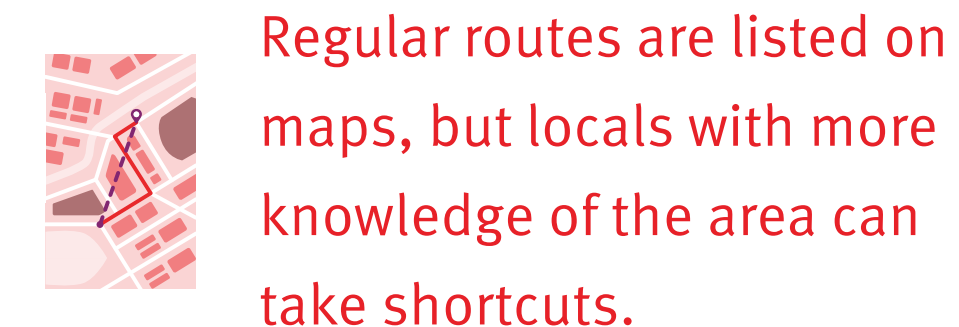 Regular routes are listed on
maps, but locals with more
knowledge of the area can
take shortcuts.